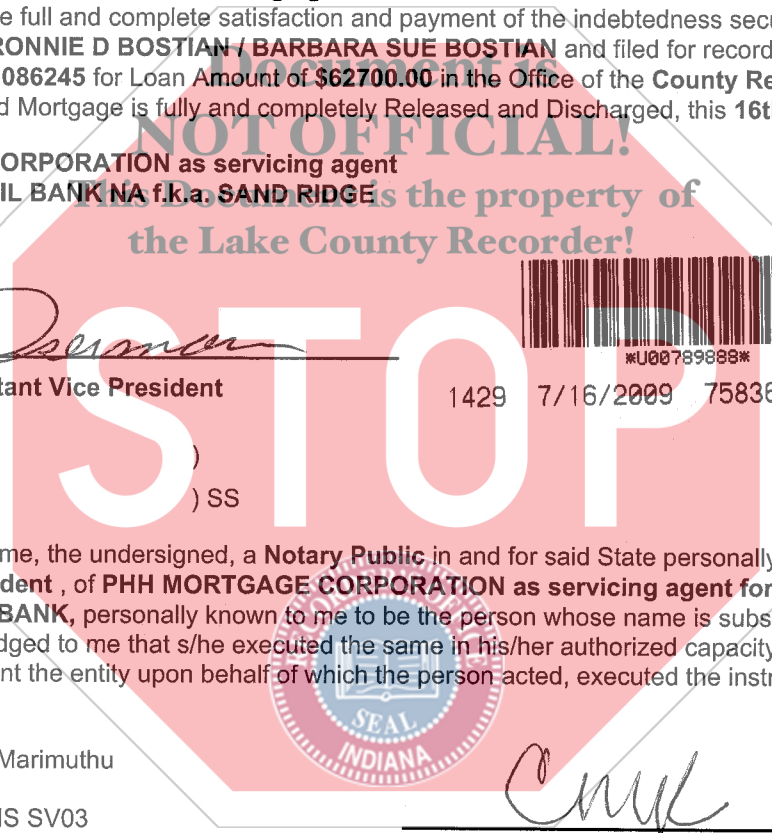 e full and complete satisfaction and payment of the indebtedness secu
RONNIE D BOSTIAN / BARBARA SUE BOSTIAN and filed for record
086245 for Loan Amount of $62700.00 in the Office of the County Re
d Mortgage is fully and completely Released and Discharged, this 16t
Document is
NOT OFFICIAL!
This Document is the property of
the Lake County Recorder!
ORPORATION as servicing agent
IL BANK NA f.k.a. SAND RIDGE
*U00789888*
tant Vice President
1429 7/16/2009 75836
STOP
)
) SS
me, the undersigned, a Notary Public in and for said State personally
dent , of PHH MORTGAGE CORPORATION as servicing agent for
BANK, personally known to me to be the person whose name is subs
dged to me that s/he executed the same in his/her authorized capacity
nt the entity upon behalf of which the person acted, executed the instr
SEAL
INDIANA
Marimuthu
IS SV03